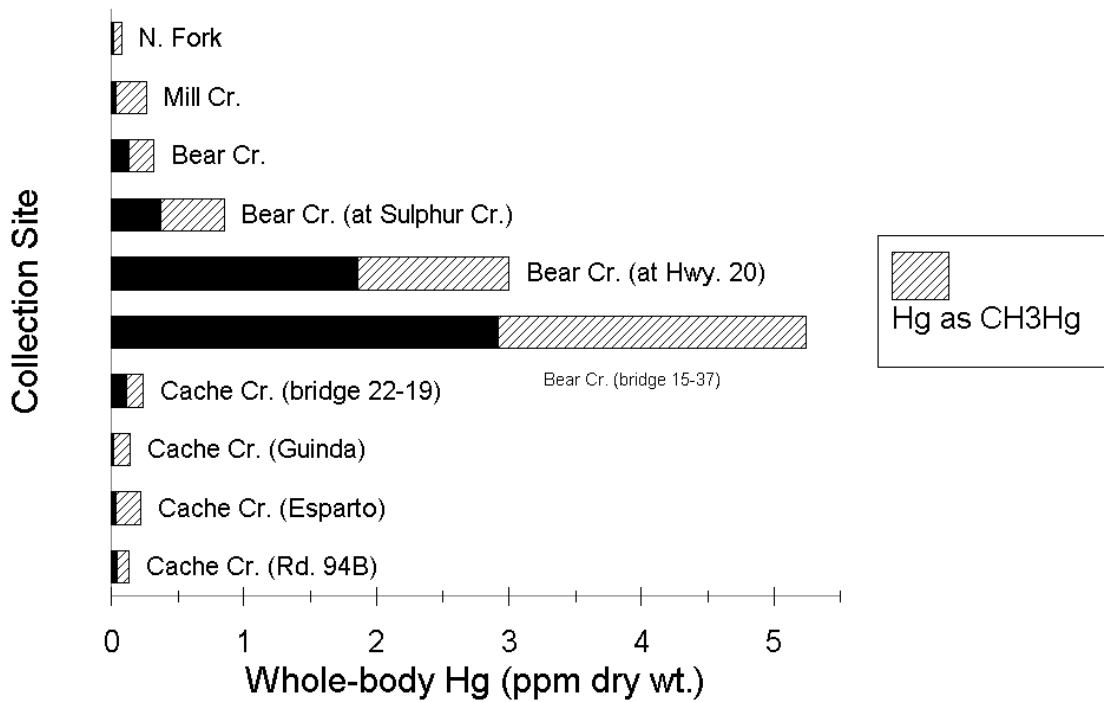 N. Fork
Mill Cr.
Bear Cr.
Bear Cr. (at Sulphur Cr.)
Bear Cr. (at Hwy. 20)
Bear Cr. (bridge 15-37)
Cache Cr. (bridge 22-19)
Cache Cr. (Guinda)
Cache Cr. (Esparto)
Cache Cr. (Rd. 94B)
Collection Site
0 1 2 3 4 5
Whole-body Hg (ppm dry wt.)
Hg as CH3Hg